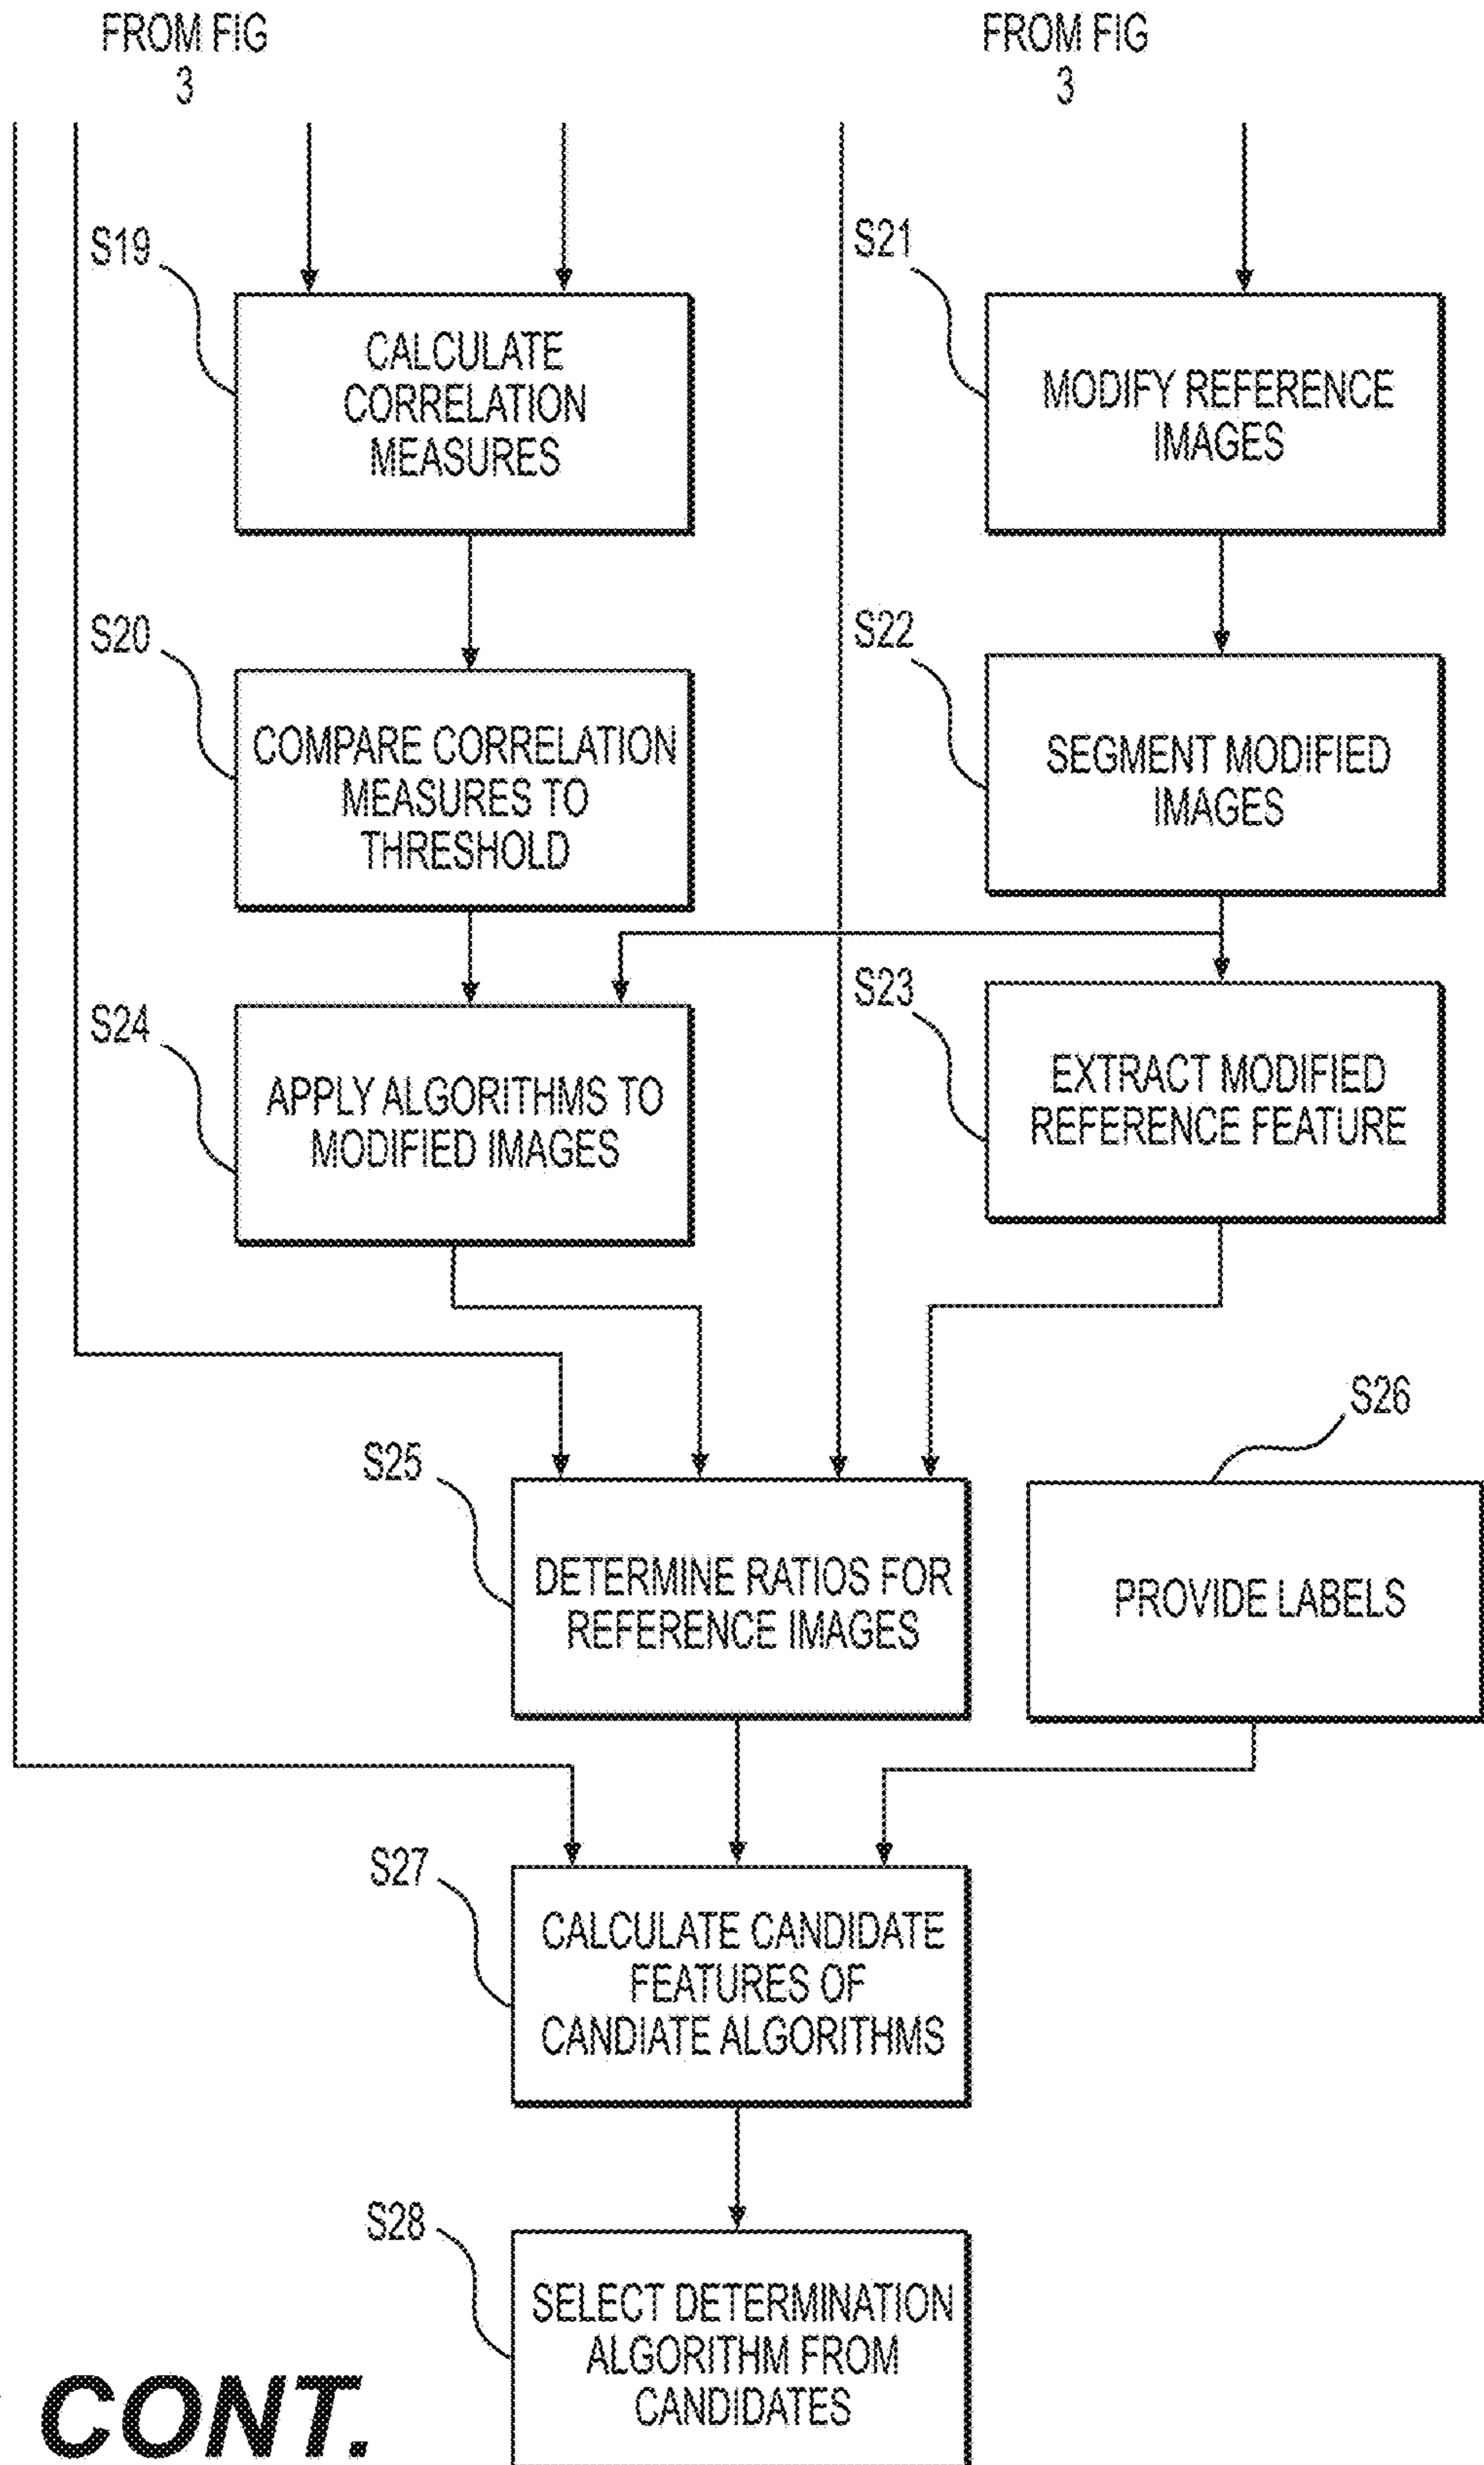 FROM FIG
3
FROM FIG
3
S19
CALCULATE
CORRELATION
MEASURES
S21
MODIFY REFERENCE
IMAGES
S20
COMPARE CORRELATION
MEASURES TO
THRESHOLD
S22
SEGMENT MODIFIED
IMAGES
S24
APPLY ALGORITHMS TO
MODIFIED IMAGES
S23
EXTRACT MODIFIED
REFERENCE FEATURE
S25
DETERMINE RATIOS FOR
REFERENCE IMAGES
S26
PROVIDE LABELS
S27
CALCULATE CANDIDATE
FEATURES OF
CANDIATE ALGORITHMS
S28
SELECT DETERMINATION
ALGORITHM FROM
CANDIDATES
CONT.